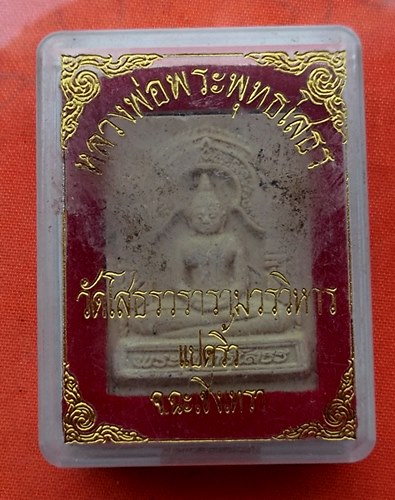 หลวงพ่อพระพุทธโสธร
วัดโสธรวรารามวรวิหาร
แปดริ้ว
จ.ฉะเชิงเทรา